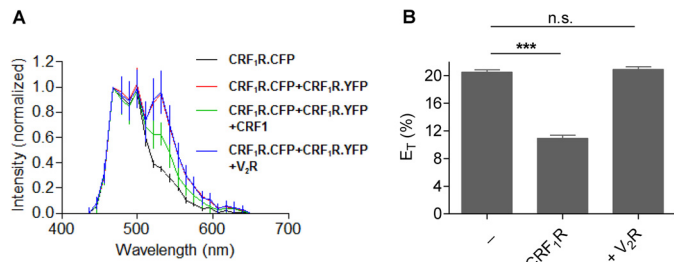 A
Intensity (normalized)
1.2
1.0
0.8
0.6
0.4
0.2
0.0
400
500
600
700
Wavelength (nm)
CRF₁R.CFP
CRF₁R.CFP+CRF₁R.YFP
CRF₁R.CFP+CRF₁R.YFP
+CRF1
CRF₁R.CFP+CRF₁R.YFP
+V₂R
B
n.s.
***
E_T (%)
20
16
12
8
4
0
–
CRF₁R
+ V₂R